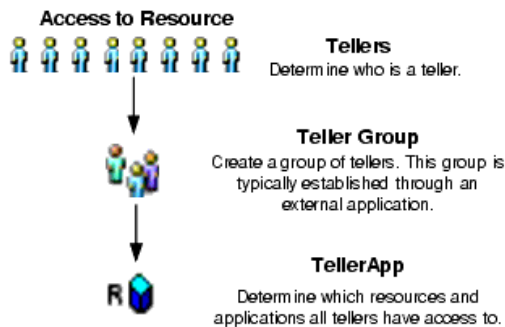 Access to Resource
Tellers
Determine who is a teller.
Teller Group
Create a group of tellers. This group is
typically established through an
external application.
TellerApp
R
Determine which resources and
applications all tellers have access to.